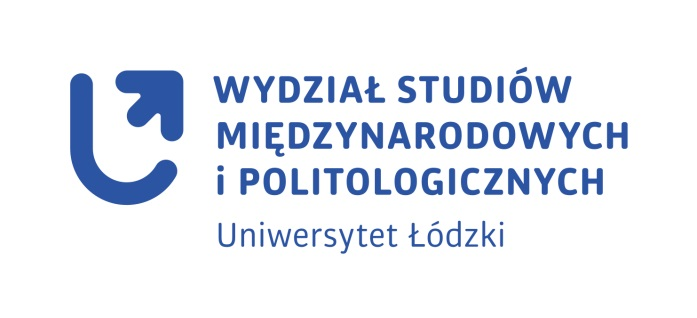 WYDZIAŁ STUDIÓW
MIĘDZYNARODOWYCH
i POLITOLOGICZNYCH
Uniwersytet Łódzki